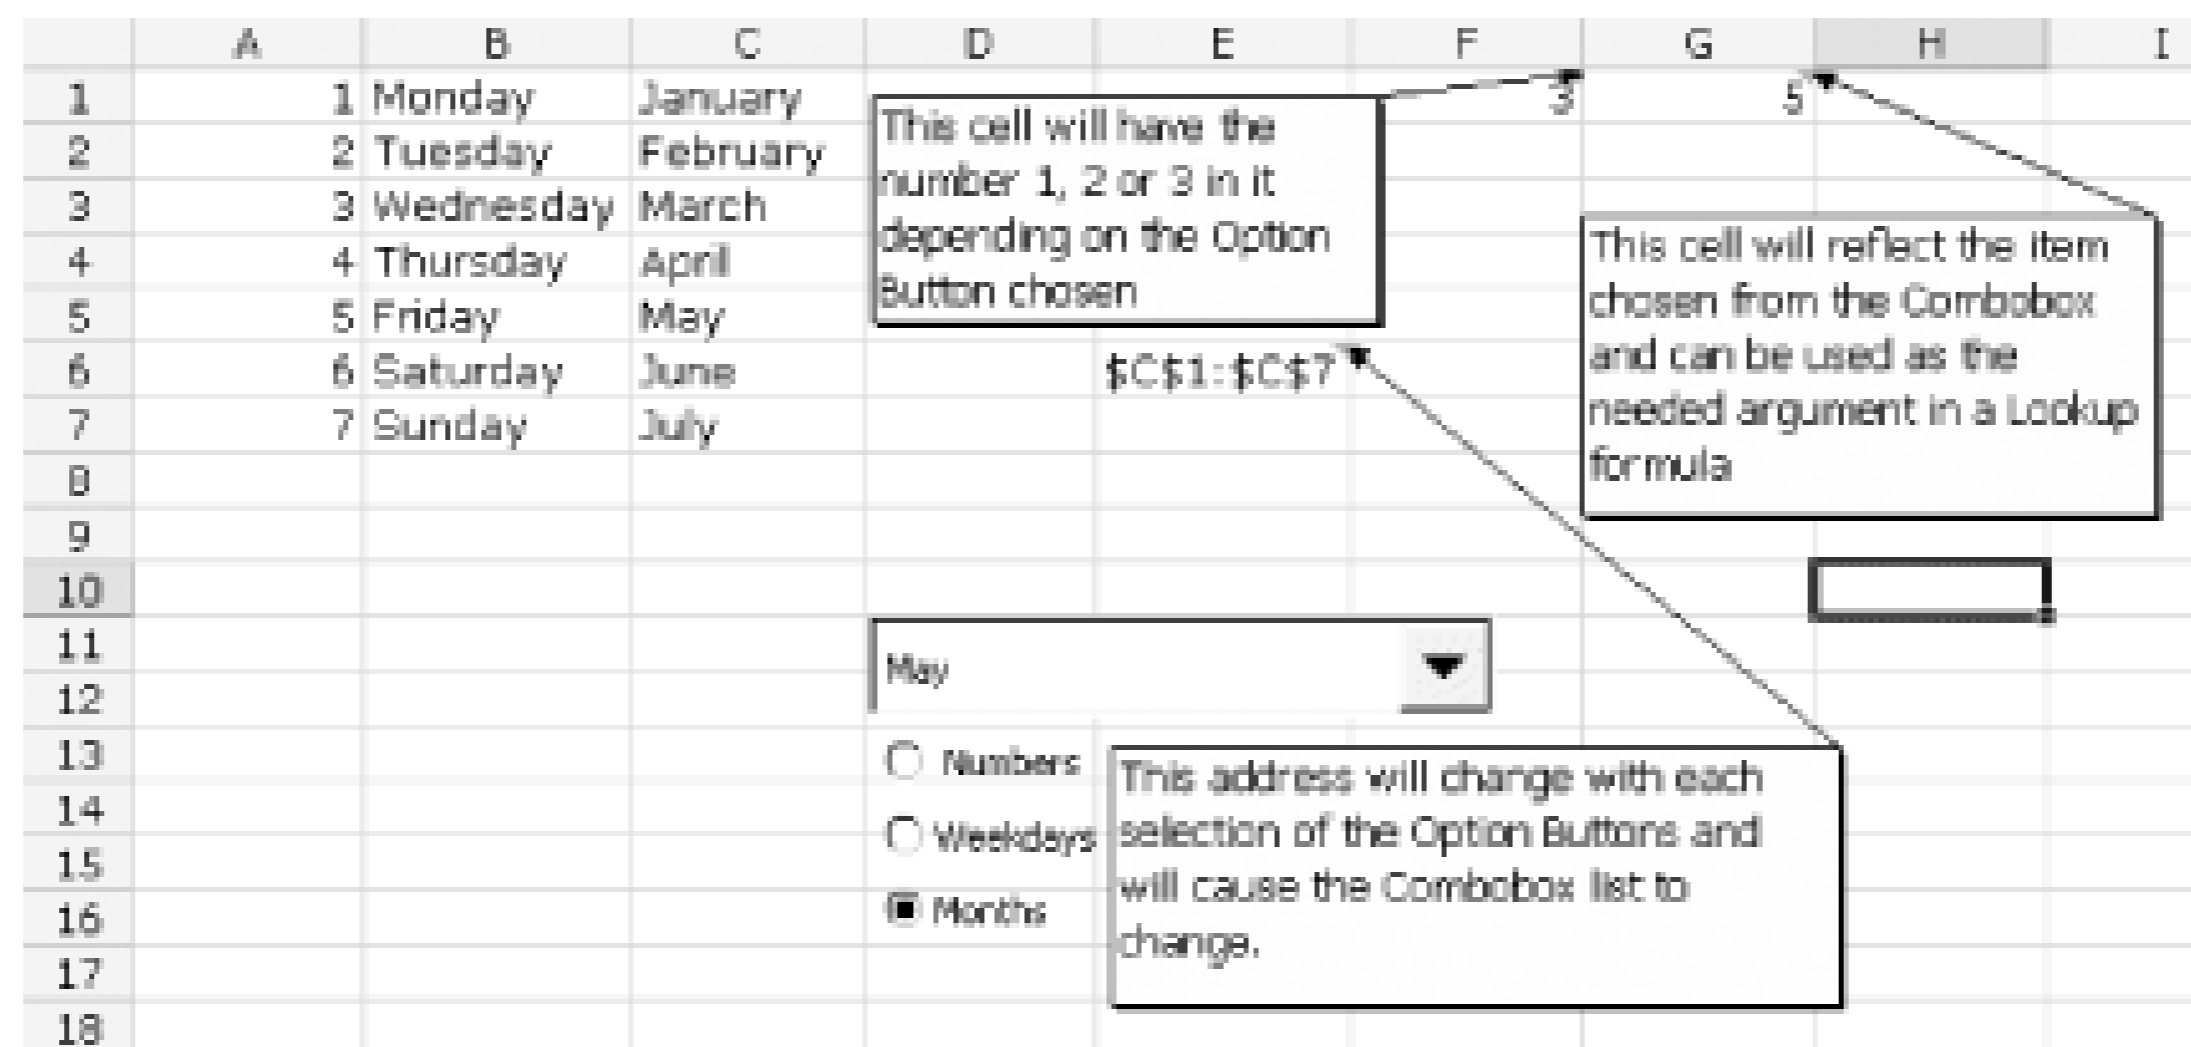 A B C D E F G H I
1 1 Monday January 3 5
2 2 Tuesday February
3 3 Wednesday March
4 4 Thursday April
5 5 Friday May
6 6 Saturday June $C$1:$C$7
7 7 Sunday July
8
9
10
11
12
13
14
15
16
17
18
This cell will have the
number 1, 2 or 3 in it
depending on the Option
Button chosen
This cell will reflect the item
chosen from the Combobox
and can be used as the
needed argument in a Lookup
formula
May
Numbers
Weekdays
Months
This address will change with each
selection of the Option Buttons and
will cause the Combobox list to
change.